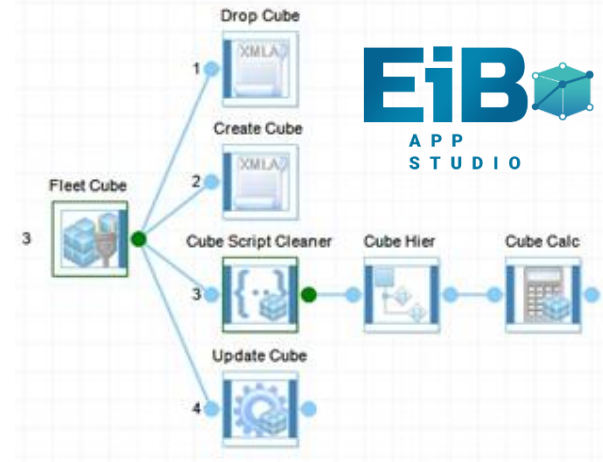 Drop Cube
XMLA
1
EiB
APP
STUDIO
Create Cube
XMLA
2
Fleet Cube
3
Cube Script Cleaner
Cube Hier
Cube Calc
3
Update Cube
4